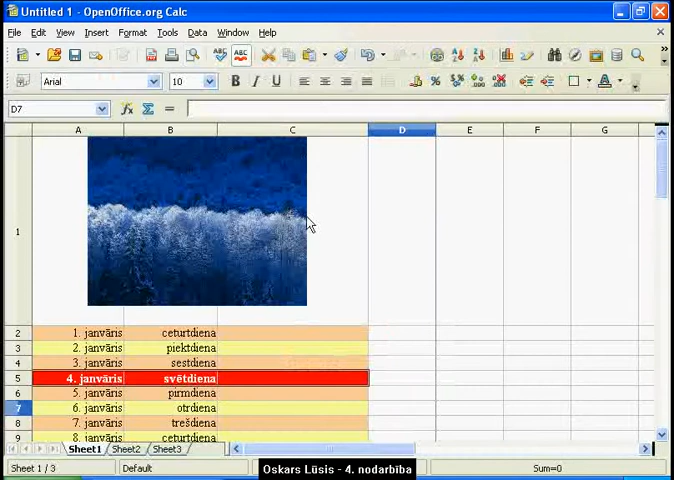 Untitled 1 - OpenOffice.org Calc
File Edit View Insert Format Tools Data Window Help
Arial 10 B I U
D7
A B C D E F G
1
2 1. janvāris ceturtdiena
3 2. janvāris piektdiena
4 3. janvāris sestdiena
5 4. janvāris svētdiena
6 5. janvāris pirmdiena
7 6. janvāris otrdiena
8 7. janvāris trešdiena
9 8. janvāris ceturtdiena
Sheet1 Sheet2 Sheet3
Sheet 1 / 3 Default Sum=0
Oskars Lūsis - 4. nodarbība